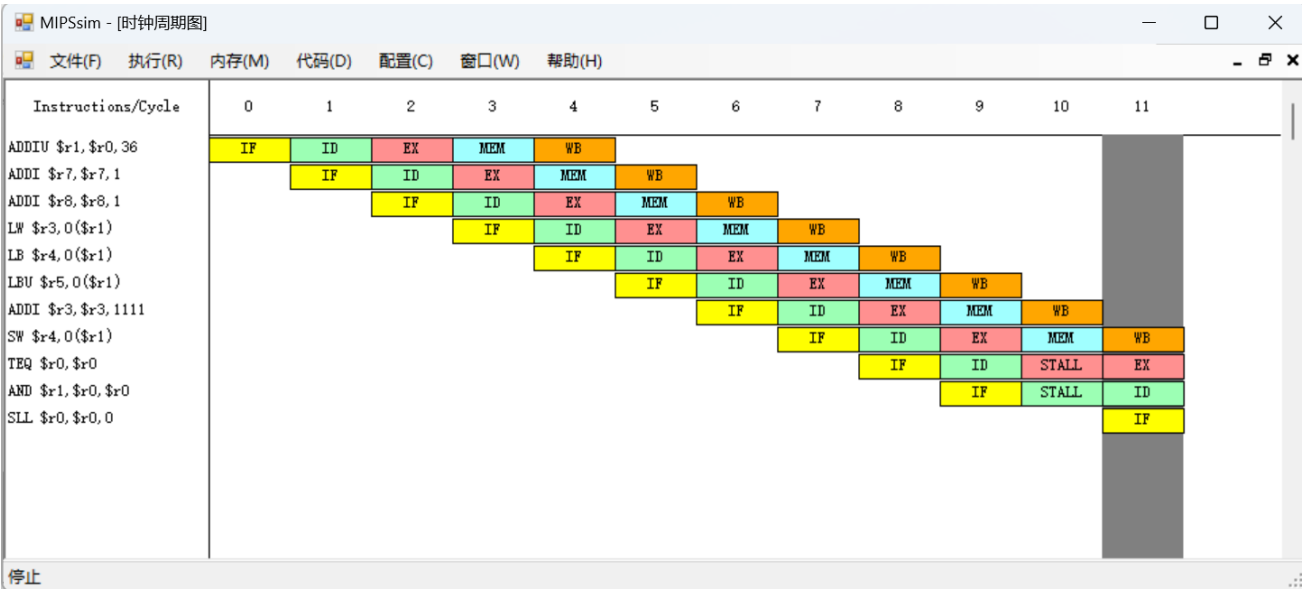 MIPSsim - [时钟周期图]
文件(F) 执行(R) 内存(M) 代码(D) 配置(C) 窗口(W) 帮助(H)
Instructions/Cycle 0 1 2 3 4 5 6 7 8 9 10 11
ADDIU $r1,$r0,36 IF ID EX MEM WB
ADDI $r7,$r7,1 IF ID EX MEM WB
ADDI $r8,$r8,1 IF ID EX MEM WB
LW $r3,0($r1) IF ID EX MEM WB
LB $r4,0($r1) IF ID EX MEM WB
LBU $r5,0($r1) IF ID EX MEM WB
ADDI $r3,$r3,1111 IF ID EX MEM WB
SW $r4,0($r1) IF ID EX MEM WB
TEQ $r0,$r0 IF ID STALL EX
AND $r1,$r0,$r0 IF STALL ID
SLL $r0,$r0,0 IF
停止